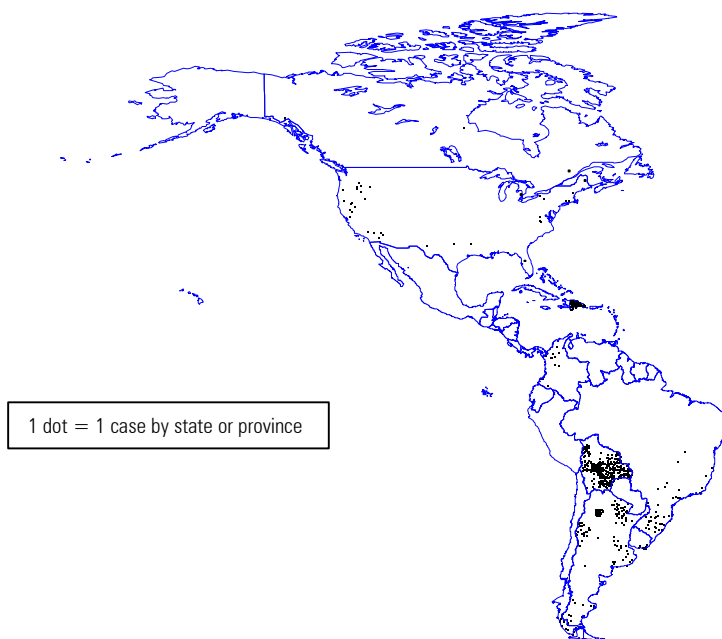 1 dot = 1 case by state or province